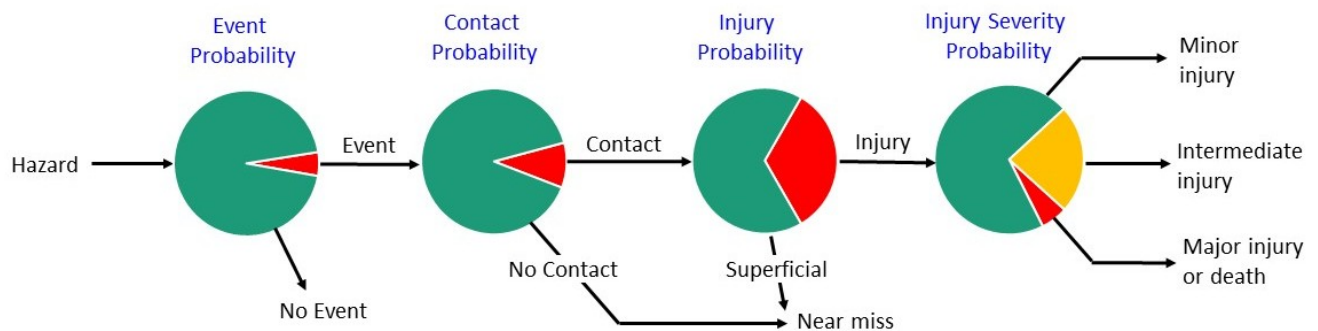 Event
Probability
Contact
Probability
Injury
Probability
Injury Severity
Probability
Minor
injury
Hazard
Event
Contact
Injury
Intermediate
injury
No Contact
Superficial
Major injury
or death
No Event
Near miss